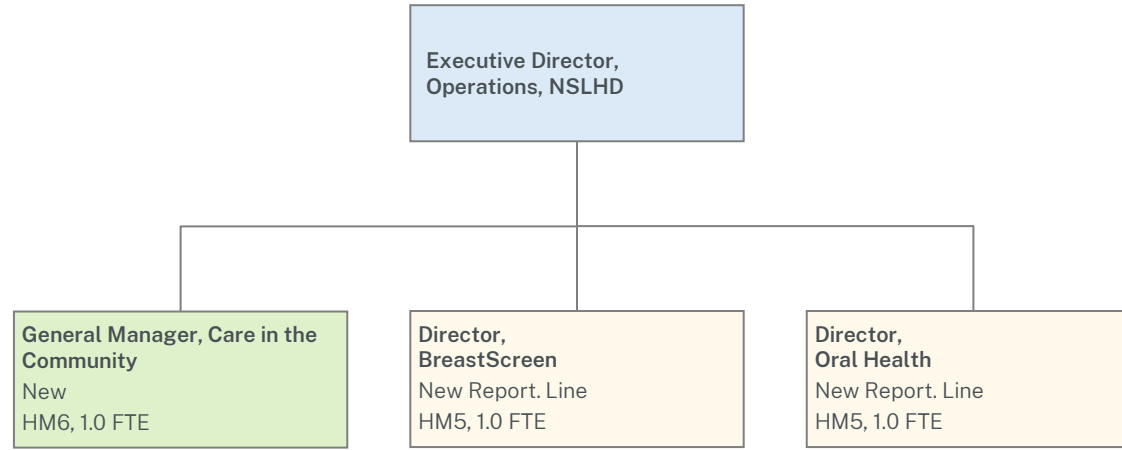 Executive Director,
Operations, NSLHD
General Manager, Care in the
Community
New
HM6, 1.0 FTE
Director,
BreastScreen
New Report. Line
HM5, 1.0 FTE
Director,
Oral Health
New Report. Line
HM5, 1.0 FTE